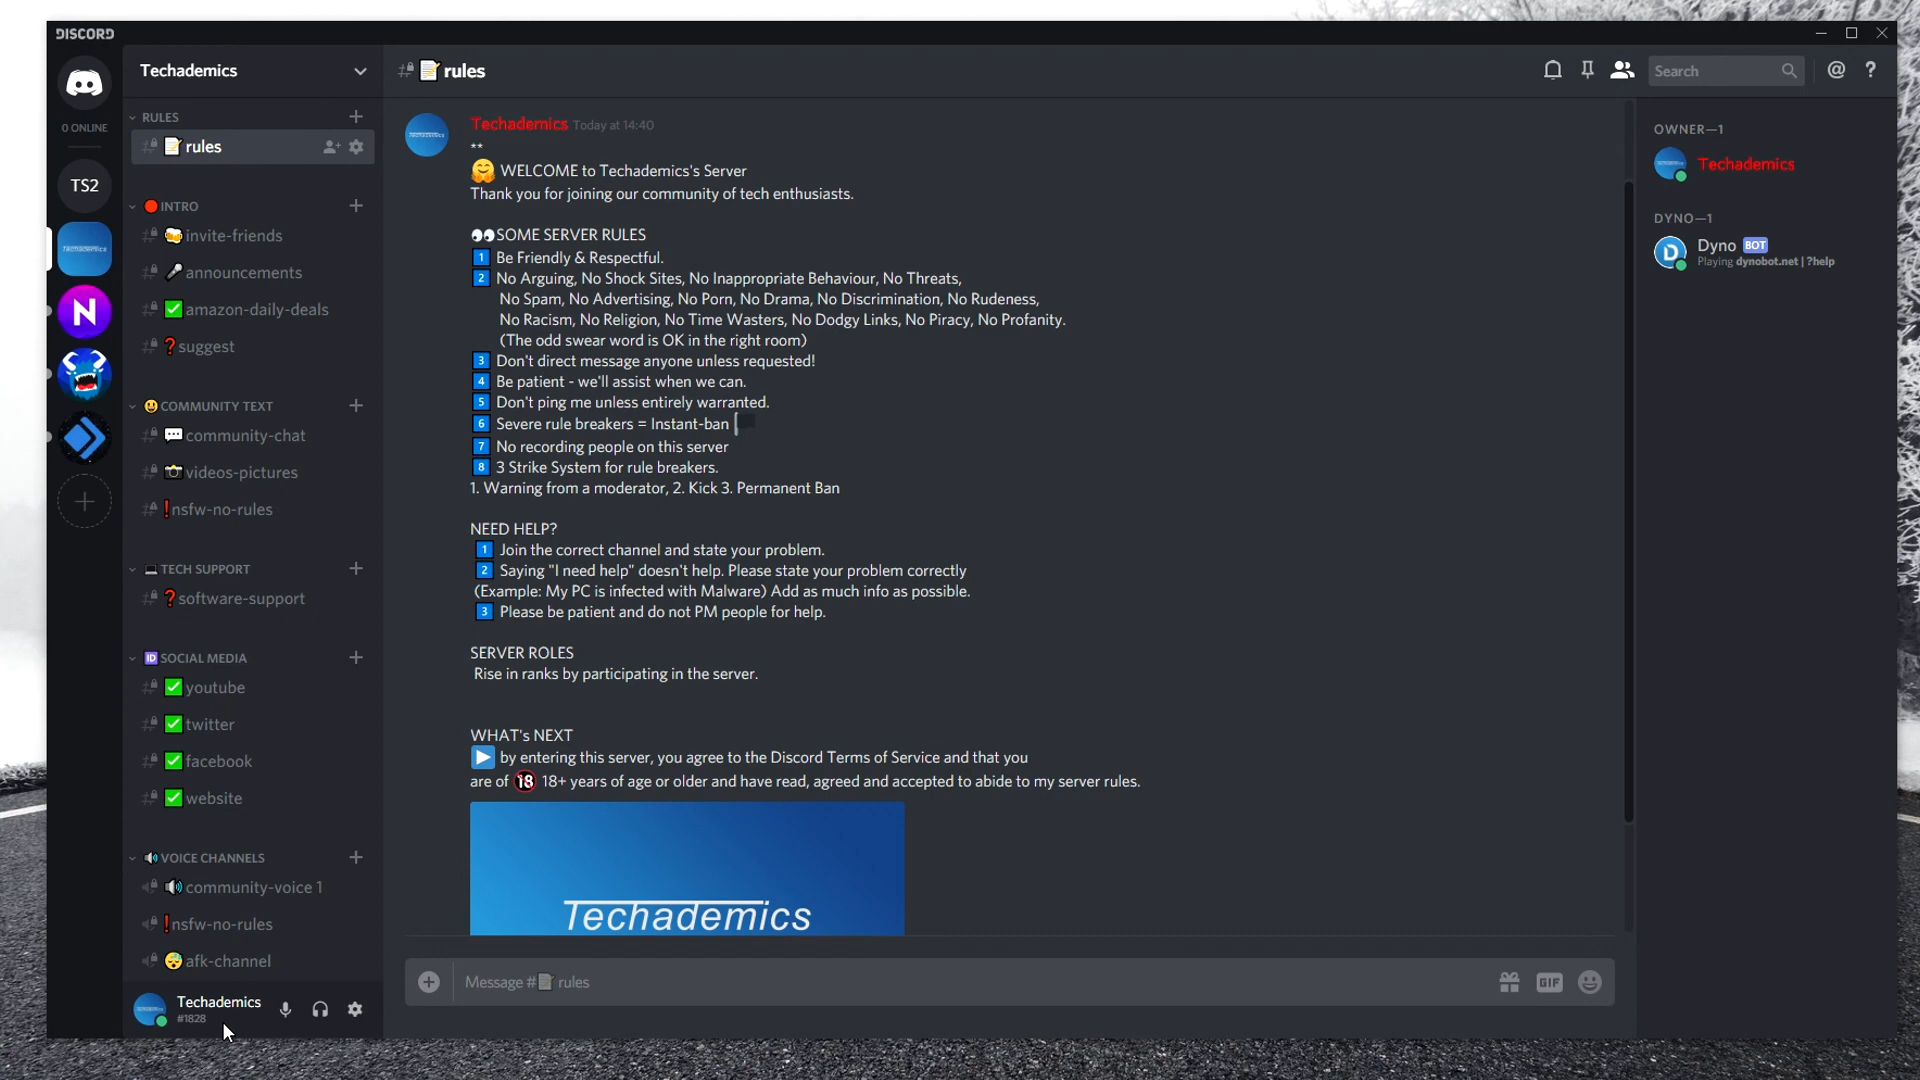 DISCORD
Techademics
rules
Search
@
?
0 ONLINE
TS2
Techademics
N
RULES
rules
INTRO
invite-friends
announcements
amazon-daily-deals
suggest
COMMUNITY TEXT
community-chat
videos-pictures
nsfw-no-rules
TECH SUPPORT
software-support
SOCIAL MEDIA
youtube
twitter
facebook
website
VOICE CHANNELS
community-voice 1
nsfw-no-rules
afk-channel
Techademics
#1828
Techademics Today at 14:40
**
WELCOME to Techademics's Server
Thank you for joining our community of tech enthusiasts.
SOME SERVER RULES
1 Be Friendly & Respectful.
2 No Arguing, No Shock Sites, No Inappropriate Behaviour, No Threats,
No Spam, No Advertising, No Porn, No Drama, No Discrimination, No Rudeness,
No Racism, No Religion, No Time Wasters, No Dodgy Links, No Piracy, No Profanity.
(The odd swear word is OK in the right room)
3 Don't direct message anyone unless requested!
4 Be patient - we'll assist when we can.
5 Don't ping me unless entirely warranted.
6 Severe rule breakers = Instant-ban
7 No recording people on this server
8 3 Strike System for rule breakers.
1. Warning from a moderator, 2. Kick 3. Permanent Ban
NEED HELP?
1 Join the correct channel and state your problem.
2 Saying "I need help" doesn't help. Please state your problem correctly
(Example: My PC is infected with Malware) Add as much info as possible.
3 Please be patient and do not PM people for help.
SERVER ROLES
Rise in ranks by participating in the server.
WHAT's NEXT
by entering this server, you agree to the Discord Terms of Service and that you
are of 18 18+ years of age or older and have read, agreed and accepted to abide to my server rules.
Techademics
Message # rules
GIF
OWNER—1
Techademics
DYNO—1
Dyno BOT
Playing dynobot.net | ?help